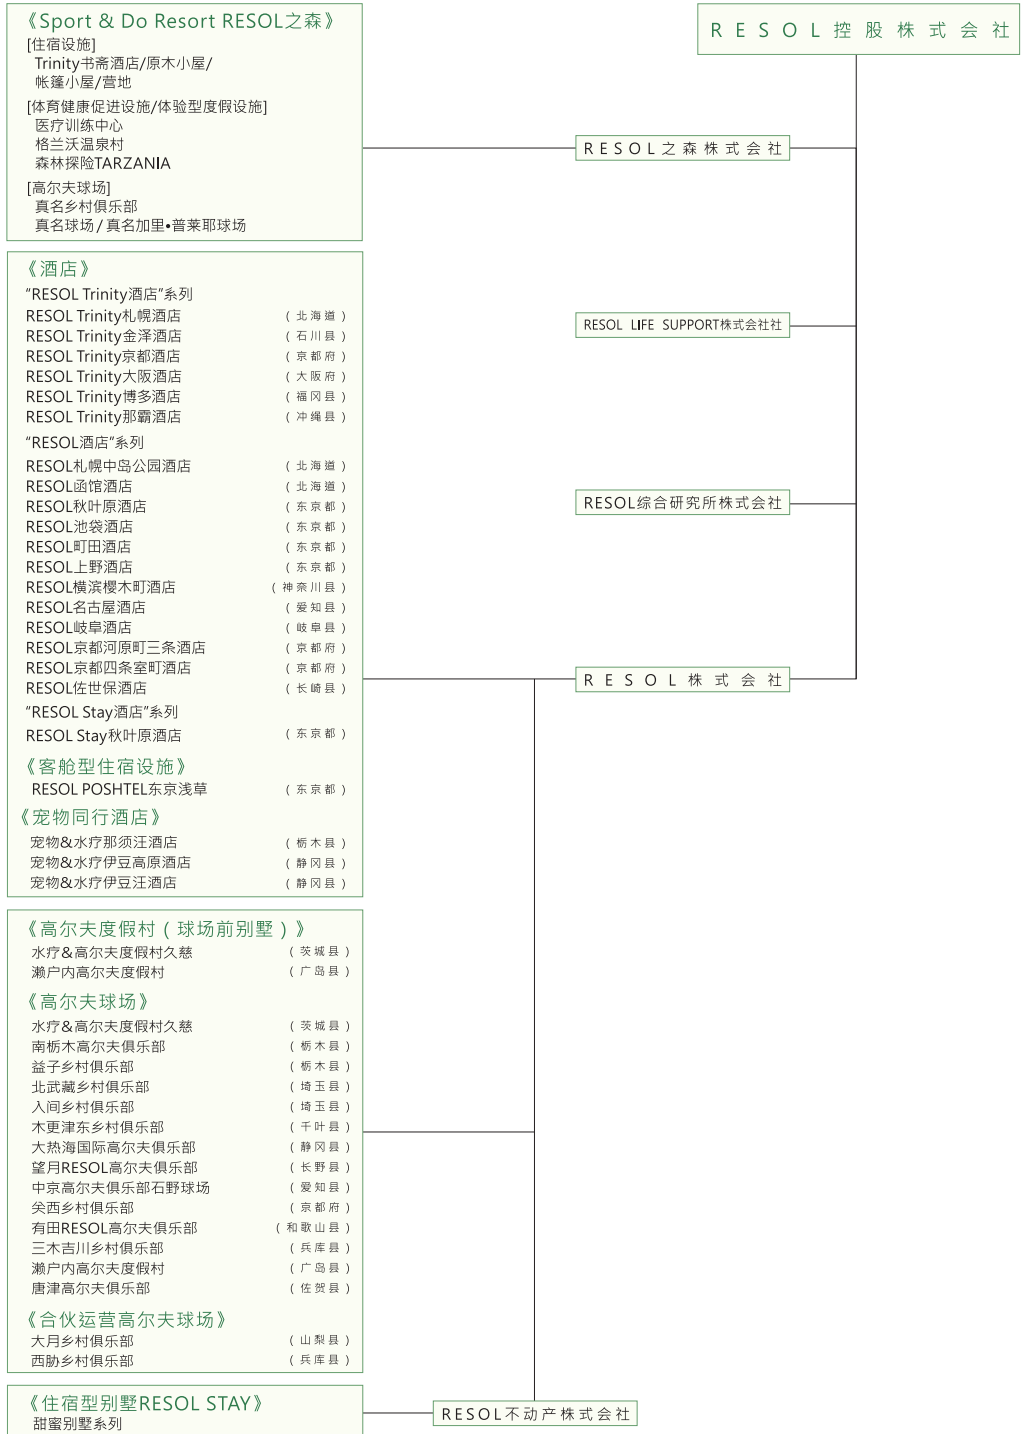 《Sport & Do Resort RESOL之森》
[住宿设施]
Trinity书斋酒店/原木小屋/
帐篷小屋/营地
[体育健康促进设施/体验型度假设施]
医疗训练中心
格兰沃温泉村
森林探险TARZANIA
[高尔夫球场]
真名乡村俱乐部
真名球场/真名加里•普莱耶球场
《酒店》
“RESOL Trinity酒店”系列
RESOL Trinity札幌酒店 (北海道)
RESOL Trinity金泽酒店 (石川县)
RESOL Trinity京都酒店 (京都府)
RESOL Trinity大阪酒店 (大阪府)
RESOL Trinity博多酒店 (福冈县)
RESOL Trinity那霸酒店 (冲绳县)
“RESOL酒店”系列
RESOL札幌中岛公园酒店 (北海道)
RESOL函馆酒店 (北海道)
RESOL秋叶原酒店 (东京都)
RESOL池袋酒店 (东京都)
RESOL町田酒店 (东京都)
RESOL上野酒店 (东京都)
RESOL横滨樱木町酒店 (神奈川县)
RESOL名古屋酒店 (爱知县)
RESOL岐阜酒店 (岐阜县)
RESOL京都河原町三条酒店 (京都府)
RESOL京都四条室町酒店 (京都府)
RESOL佐世保酒店 (长崎县)
“RESOL Stay酒店”系列
RESOL Stay秋叶原酒店 (东京都)
《客舱型住宿设施》
RESOL POSHTEL东京浅草 (东京都)
《宠物同行酒店》
宠物&水疗那须汪酒店 (栃木县)
宠物&水疗伊豆高原酒店 (静冈县)
宠物&水疗伊豆汪酒店 (静冈县)
《高尔夫度假村(球场前别墅)》
水疗&高尔夫度假村久慈 (茨城县)
濑户内高尔夫度假村 (广岛县)
《高尔夫球场》
水疗&高尔夫度假村久慈 (茨城县)
南栃木高尔夫俱乐部 (栃木县)
益子乡村俱乐部 (栃木县)
北武藏乡村俱乐部 (埼玉县)
入间乡村俱乐部 (埼玉县)
木更津东乡村俱乐部 (千叶县)
大热海国际高尔夫俱乐部 (静冈县)
望月RESOL高尔夫俱乐部 (长野县)
中京高尔夫俱乐部石野球场 (爱知县)
关西乡村俱乐部 (京都府)
有田RESOL高尔夫俱乐部 (和歌山县)
三木吉川乡村俱乐部 (兵库县)
濑户内高尔夫度假村 (广岛县)
唐津高尔夫俱乐部 (佐贺县)
《合伙运营高尔夫球场》
大月乡村俱乐部 (山梨县)
西胁乡村俱乐部 (兵库县)
《住宿型别墅RESOL STAY》
甜蜜别墅系列
RESOL控股株式会社
RESOL之森株式会社
RESOL LIFE SUPPORT株式会社社
RESOL综合研究所株式会社
RESOL株式会社
RESOL不动产株式会社